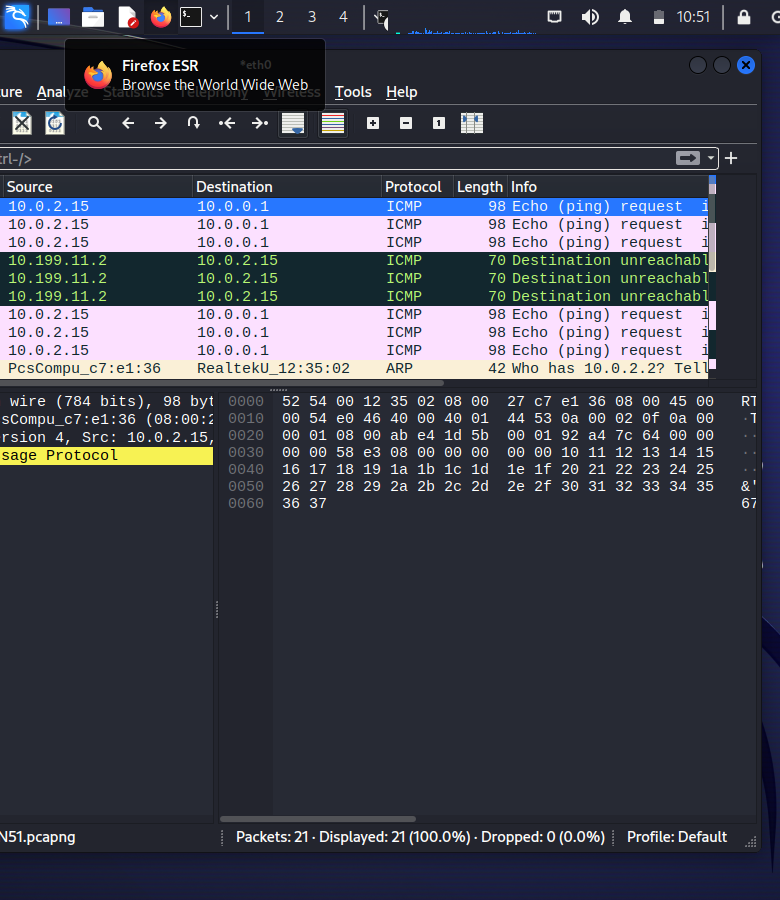 1 2 3 4 10:51
Firefox ESR
Browse the World Wide Web
*eth0
ure Analyze Statistics Telephony Wireless Tools Help
trl-/>
Source Destination Protocol Length Info
10.0.2.15 10.0.0.1 ICMP 98 Echo (ping) request i
10.0.2.15 10.0.0.1 ICMP 98 Echo (ping) request i
10.0.2.15 10.0.0.1 ICMP 98 Echo (ping) request i
10.199.11.2 10.0.2.15 ICMP 70 Destination unreachabl
10.199.11.2 10.0.2.15 ICMP 70 Destination unreachabl
10.199.11.2 10.0.2.15 ICMP 70 Destination unreachabl
10.0.2.15 10.0.0.1 ICMP 98 Echo (ping) request i
10.0.2.15 10.0.0.1 ICMP 98 Echo (ping) request i
10.0.2.15 10.0.0.1 ICMP 98 Echo (ping) request i
PcsCompu_c7:e1:36 RealtekU_12:35:02 ARP 42 Who has 10.0.2.2? Tell
wire (784 bits), 98 byt
sCompu_c7:e1:36 (08:00:2
rsion 4, Src: 10.0.2.15,
sage Protocol
0000 52 54 00 12 35 02 08 00 27 c7 e1 36 08 00 45 00 RT
0010 00 54 e0 46 40 00 40 01 44 53 0a 00 02 0f 0a 00 ·T
0020 00 01 08 00 ab e4 1d 5b 00 01 92 a4 7c 64 00 00 ··
0030 00 00 58 e3 08 00 00 00 00 00 10 11 12 13 14 15 ··
0040 16 17 18 19 1a 1b 1c 1d 1e 1f 20 21 22 23 24 25 ··
0050 26 27 28 29 2a 2b 2c 2d 2e 2f 30 31 32 33 34 35 &'
0060 36 37 67
N51.pcapng Packets: 21 · Displayed: 21 (100.0%) · Dropped: 0 (0.0%) Profile: Default